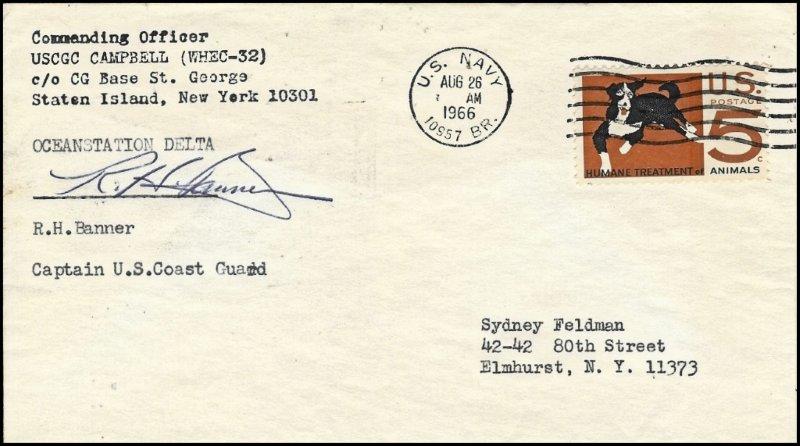 Commanding Officer
USCGC CAMPBELL (WHEC-32)
c/o CG Base St. George
Staten Island, New York 10301
OCEANSTATION DELTA
R. H. Banner
R.H.Banner
Captain U.S.Coast Guard
U.S. NAVY
AUG 26
AM
1966
10957 BR.
U.S.
POSTAGE
5c
HUMANE TREATMENT of ANIMALS
Sydney Feldman
42-42 80th Street
Elmhurst, N. Y. 11373